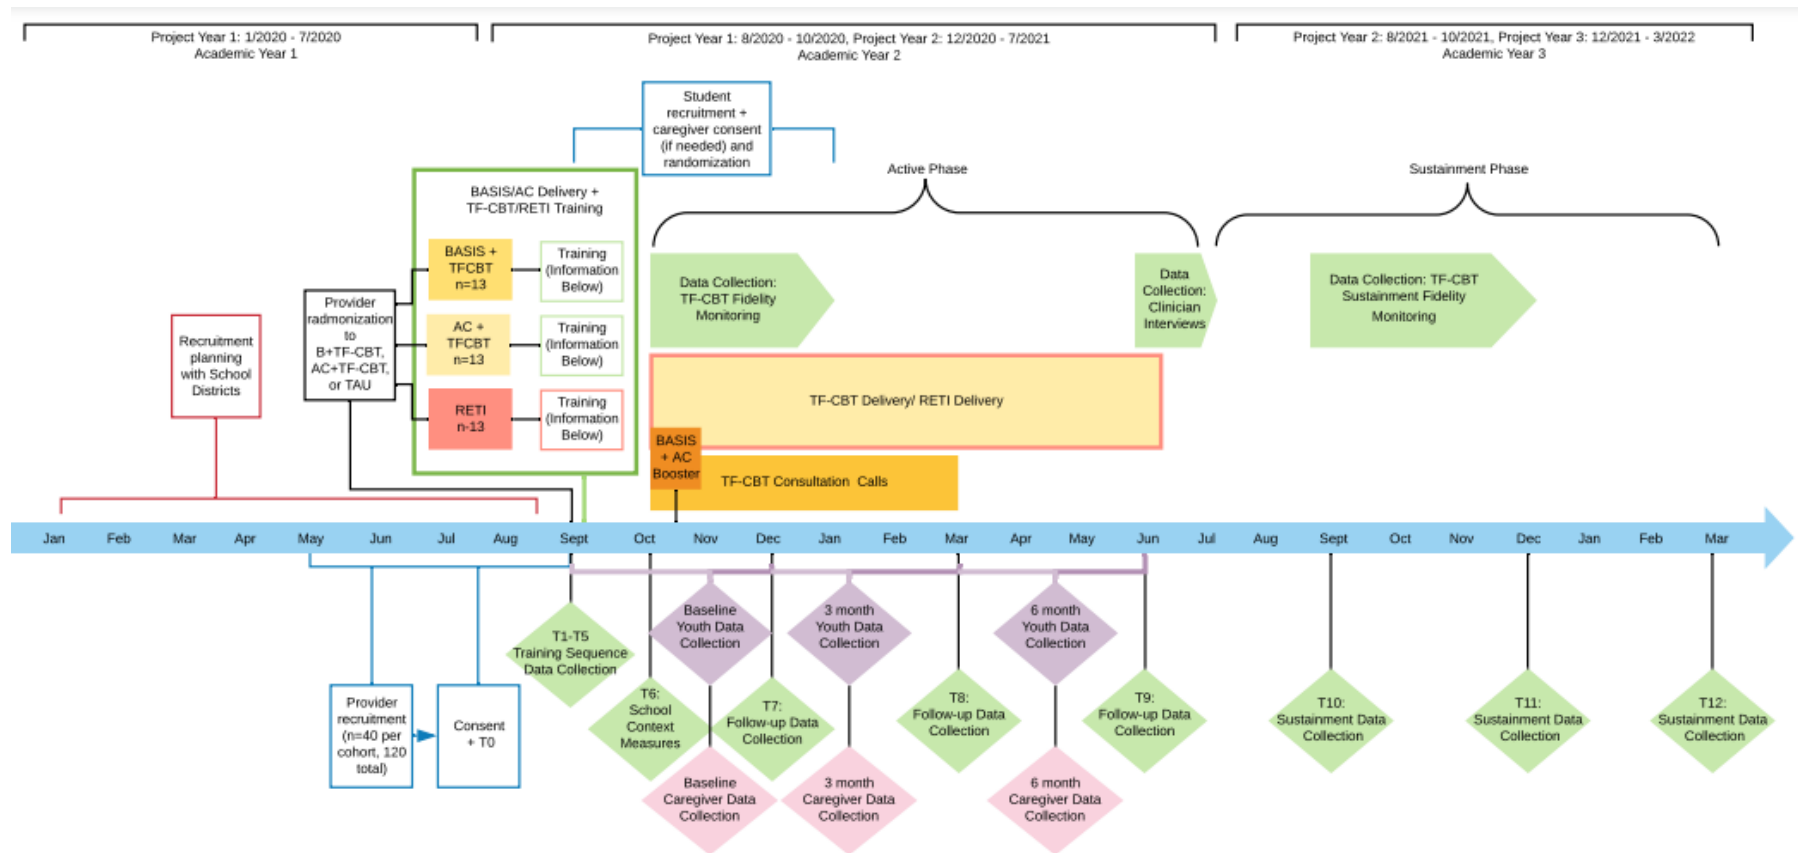 Project Year 1: 1/2020 - 7/2020
Academic Year 1
Project Year 1: 8/2020 - 10/2020, Project Year 2: 12/2020 - 7/2021
Academic Year 2
Project Year 2: 8/2021 - 10/2021, Project Year 3: 12/2021 - 3/2022
Academic Year 3
Student
recruitment +
caregiver consent
(if needed) and
randomization
Active Phase
Sustainment Phase
BASIS/AC Delivery +
TF-CBT/RETI Training
BASIS +
TFCBT
n=13
Training
(Information
Below)
AC +
TFCBT
n=13
Training
(Information
Below)
RETI
n-13
Training
(Information
Below)
Provider
radmonization
to
B+TF-CBT,
AC+TF-CBT,
or TAU
Recruitment
planning
with School
Districts
Data Collection:
TF-CBT Fidelity
Monitoring
Data
Collection:
Clinician
Interviews
Data Collection: TF-CBT
Sustainment Fidelity
Monitoring
TF-CBT Delivery/ RETI Delivery
BASIS
+ AC
Booster
TF-CBT Consultation Calls
Jan Feb Mar Apr May Jun Jul Aug Sept Oct Nov Dec Jan Feb Mar Apr May Jun Jul Aug Sept Oct Nov Dec Jan Feb Mar
T1-T5
Training Sequence
Data Collection
Baseline
Youth Data
Collection
3 month
Youth Data
Collection
6 month
Youth Data
Collection
Provider
recruitment
(n=40 per
cohort, 120
total)
Consent
+ T0
T6:
School
Context
Measures
T7:
Follow-up Data
Collection
T8:
Follow-up Data
Collection
T9:
Follow-up Data
Collection
T10:
Sustainment Data
Collection
T11:
Sustainment Data
Collection
T12:
Sustainment Data
Collection
Baseline
Caregiver Data
Collection
3 month
Caregiver Data
Collection
6 month
Caregiver Data
Collection